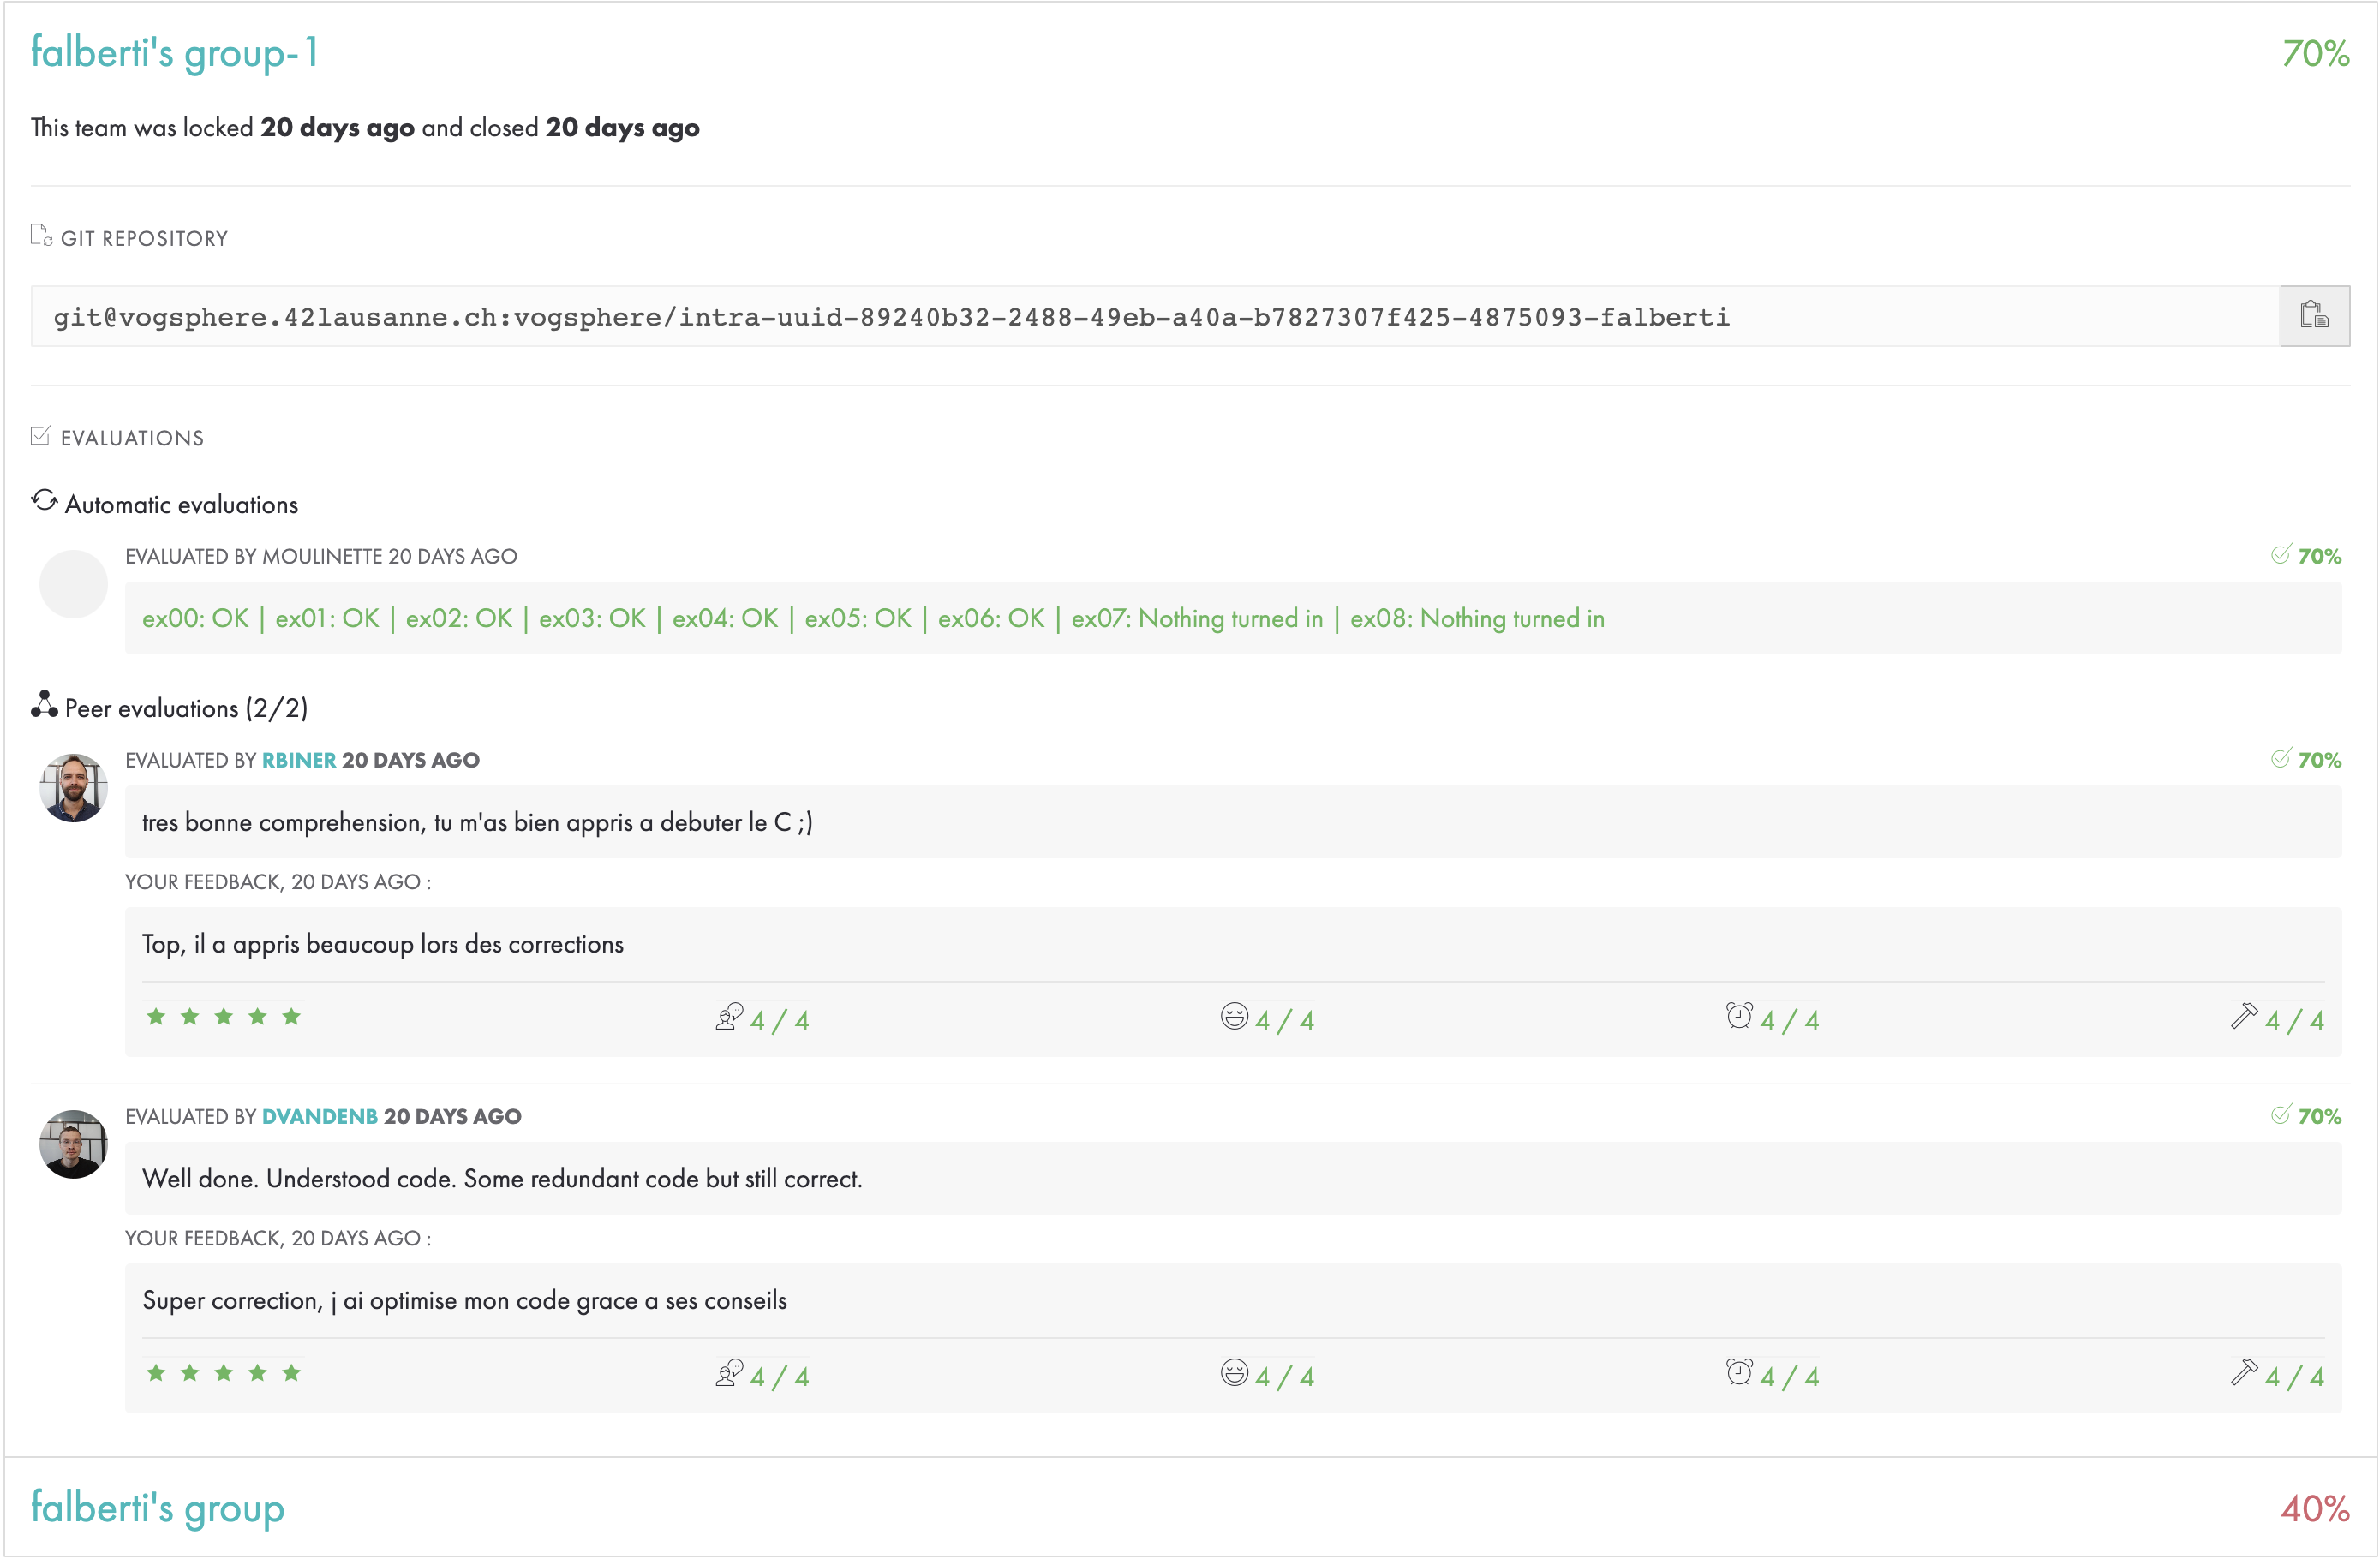 falberti's group-1 70%
This team was locked 20 days ago and closed 20 days ago
GIT REPOSITORY
git@vogsphere.42lausanne.ch:vogsphere/intra-uuid-89240b32-2488-49eb-a40a-b7827307f425-4875093-falberti
EVALUATIONS
Automatic evaluations
EVALUATED BY MOULINETTE 20 DAYS AGO 70%
ex00: OK | ex01: OK | ex02: OK | ex03: OK | ex04: OK | ex05: OK | ex06: OK | ex07: Nothing turned in | ex08: Nothing turned in
Peer evaluations (2/2)
EVALUATED BY RBINER 20 DAYS AGO 70%
tres bonne comprehension, tu m'as bien appris a debuter le C ;)
YOUR FEEDBACK, 20 DAYS AGO :
Top, il a appris beaucoup lors des corrections
4 / 4 4 / 4 4 / 4 4 / 4
EVALUATED BY DVANDENB 20 DAYS AGO 70%
Well done. Understood code. Some redundant code but still correct.
YOUR FEEDBACK, 20 DAYS AGO :
Super correction, j ai optimise mon code grace a ses conseils
4 / 4 4 / 4 4 / 4 4 / 4
falberti's group 40%